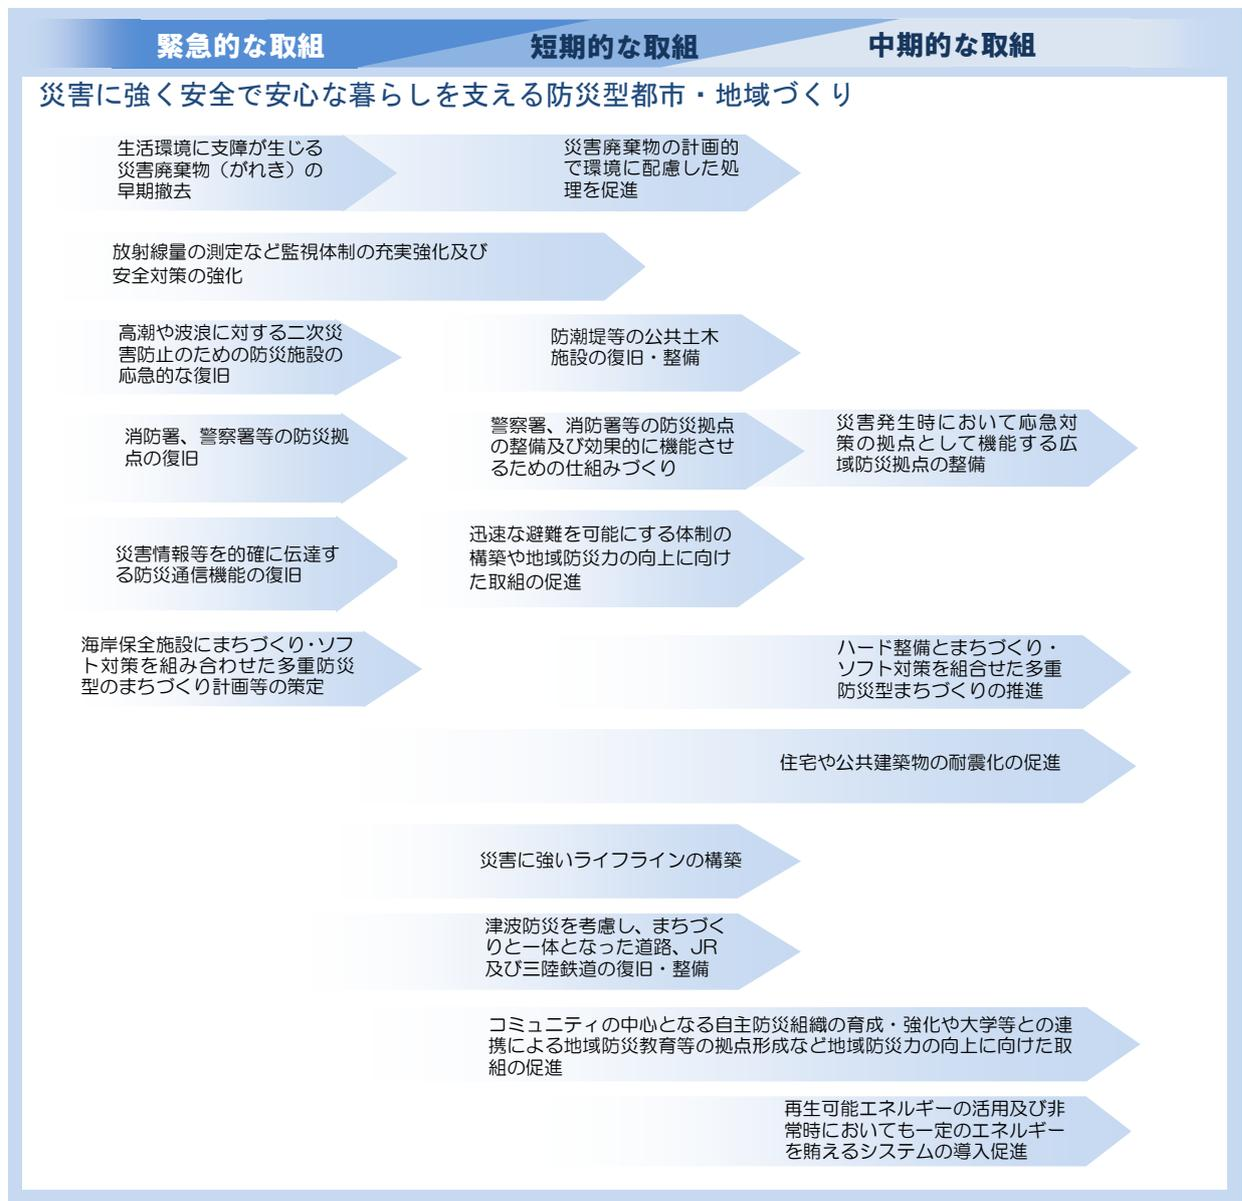 緊急的な取組
短期的な取組
中期的な取組
災害に強く安全で安心な暮らしを支える防災型都市・地域づくり
生活環境に支障が生じる
災害廃棄物（がれき）の
早期撤去
災害廃棄物の計画的
で環境に配慮した処
理を促進
放射線量の測定など監視体制の充実強化及び
安全対策の強化
高潮や波浪に対する二次災
害防止のための防災施設の
応急的な復旧
防潮堤等の公共土木
施設の復旧・整備
消防署、警察署等の防災拠
点の復旧
警察署、消防署等の防災拠点
の整備及び効果的に機能させ
るための仕組みづくり
災害発生時において応急対
策の拠点として機能する広
域防災拠点の整備
災害情報等を的確に伝達す
る防災通信機能の復旧
迅速な避難を可能にする体制の
構築や地域防災力の向上に向け
た取組の促進
海岸保全施設にまちづくり・ソフ
ト対策を組み合わせた多重防災
型のまちづくり計画等の策定
ハード整備とまちづくり・
ソフト対策を組合せた多重
防災型まちづくりの推進
住宅や公共建築物の耐震化の促進
災害に強いライフラインの構築
津波防災を考慮し、まちづく
りと一体となった道路、JR
及び三陸鉄道の復旧・整備
コミュニティの中心となる自主防災組織の育成・強化や大学等との連
携による地域防災教育等の拠点形成など地域防災力の向上に向けた取
組の促進
再生可能エネルギーの活用及び非
常時においても一定のエネルギー
を賄えるシステムの導入促進